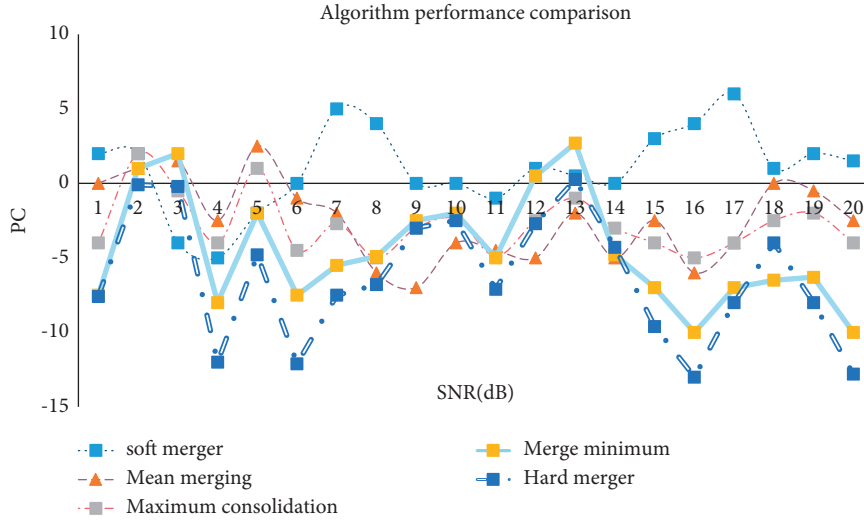 Algorithm performance comparison
10
5
0
-5
-10
-15
PC
1 2 3 4 5 6 7 8 9 10 11 12 13 14 15 16 17 18 19 20
SNR(dB)
soft merger
Mean merging
Maximum consolidation
Merge minimum
Hard merger